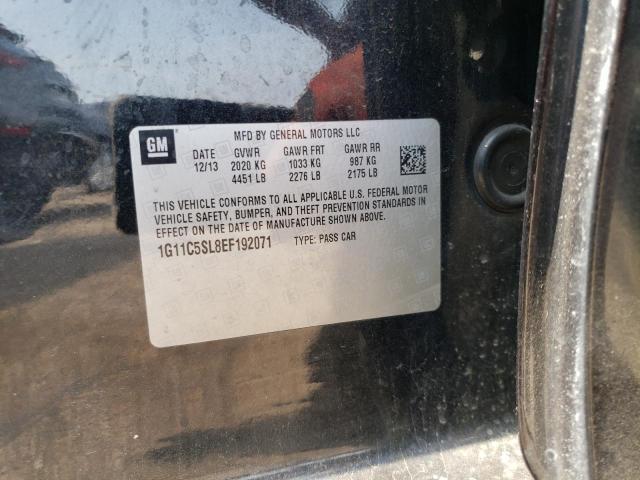 GM
MFD BY GENERAL MOTORS LLC
DATE GVWR GAWR FRT GAWR RR
12/13 2020 KG 1033 KG 987 KG
4451 LB 2276 LB 2175 LB
THIS VEHICLE CONFORMS TO ALL APPLICABLE U.S. FEDERAL MOTOR
VEHICLE SAFETY, BUMPER, AND THEFT PREVENTION STANDARDS IN
EFFECT ON THE DATE OF MANUFACTURE SHOWN ABOVE.
1G11C5SL8EF192071 TYPE: PASS CAR